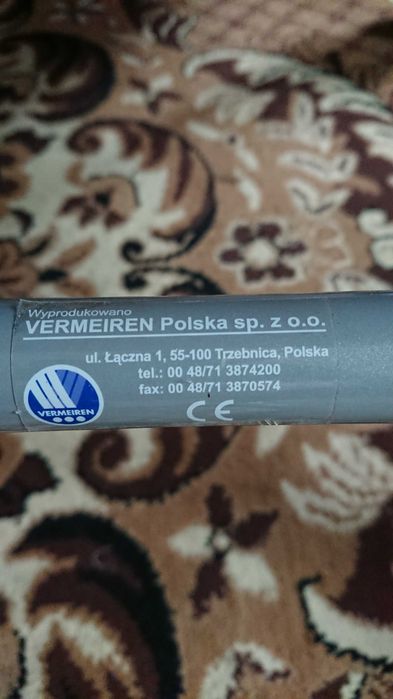 Wyprodukowano
VERMEIREN Polska sp. z o.o.
ul. Łączna 1, 55-100 Trzebnica, Polska
tel.: 00 48/71 3874200
fax: 00 48/71 3870574
VERMEIREN
CE